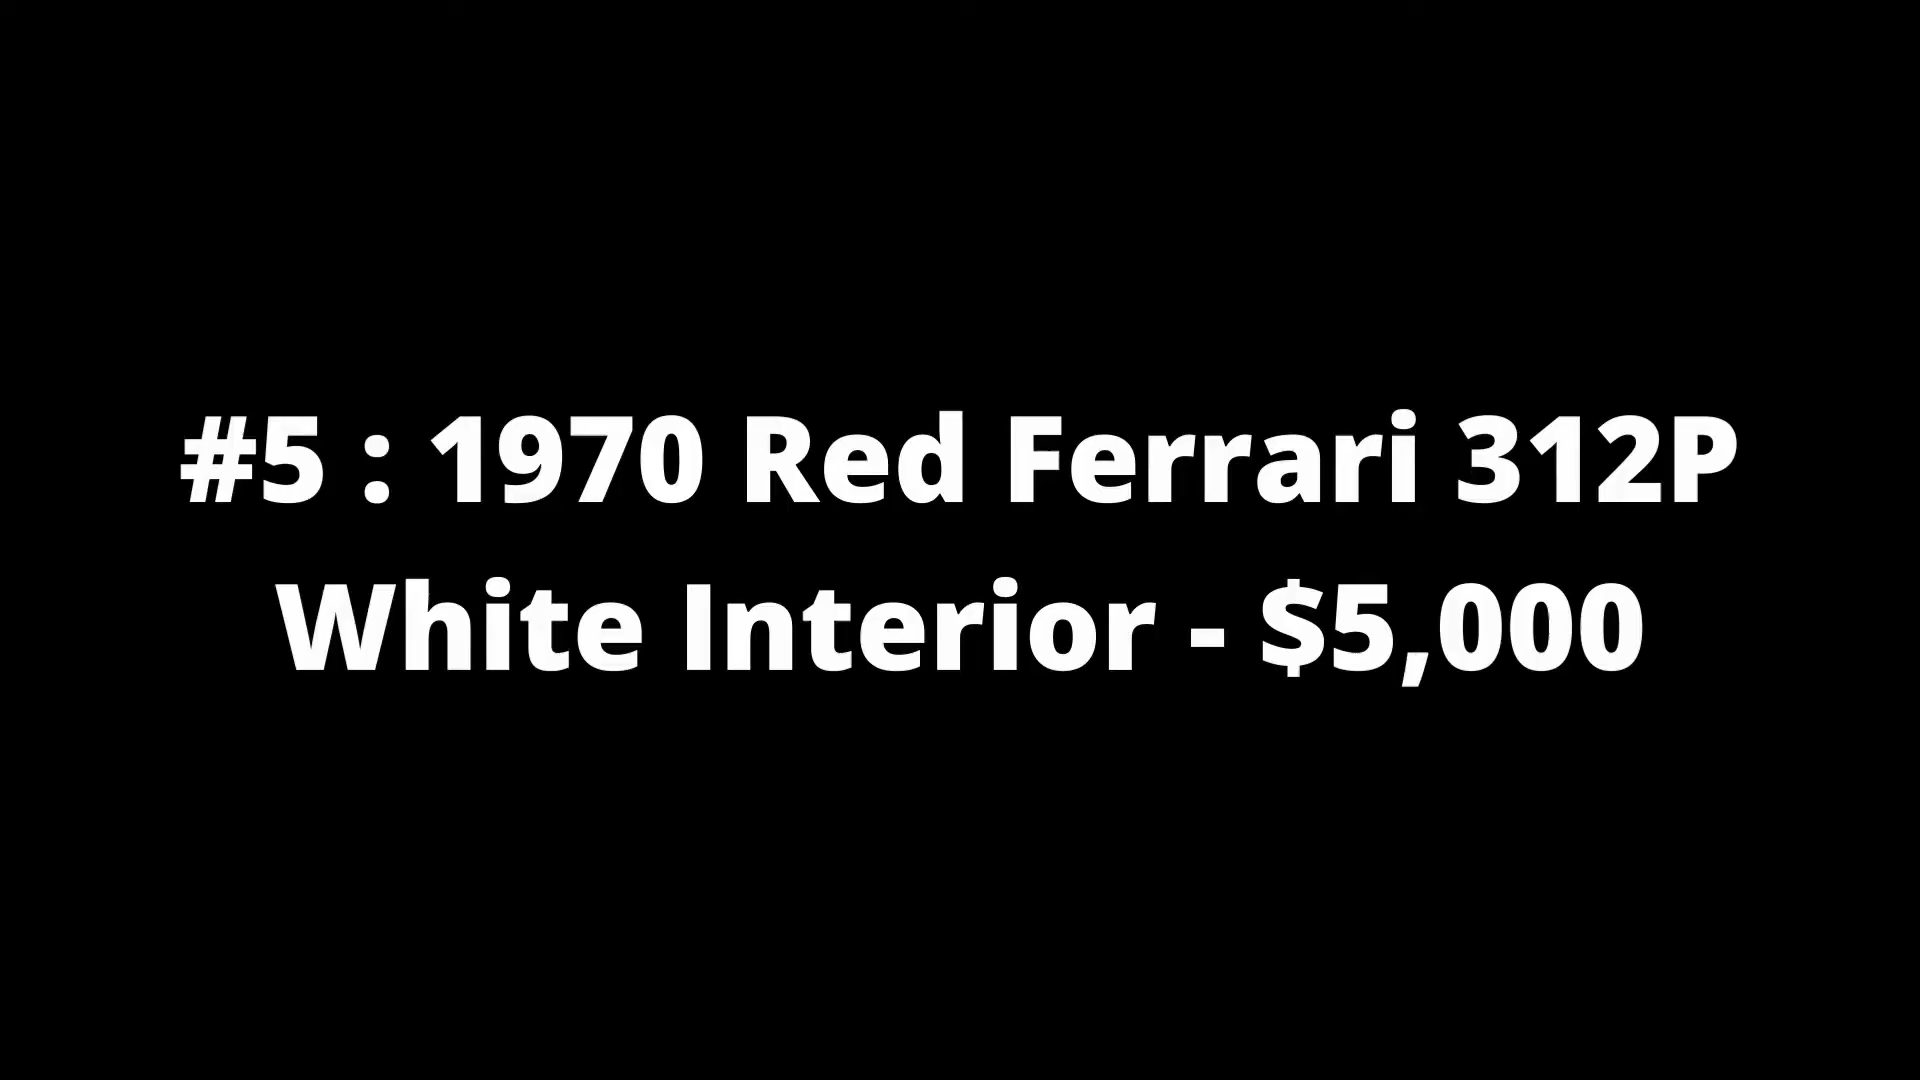 #5 : 1970 Red Ferrari 312P
White Interior - $5,000